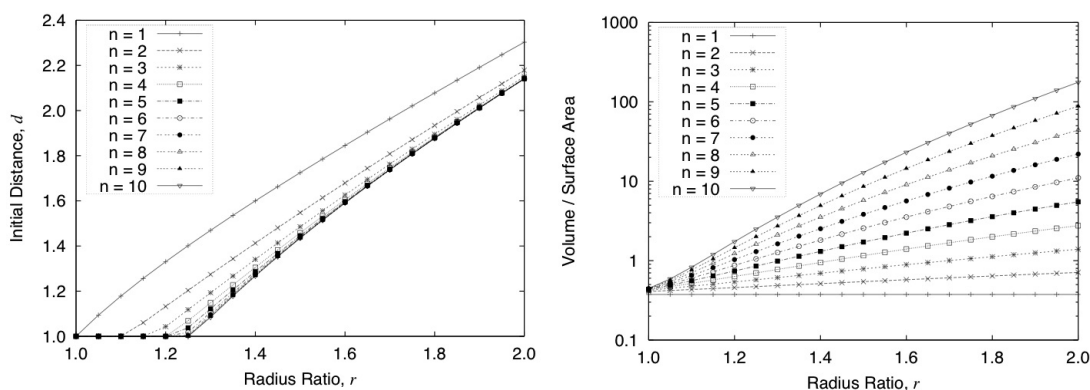 Initial Distance, d
2.4
2.2
2.0
1.8
1.6
1.4
1.2
1.0
n = 1
n = 2
n = 3
n = 4
n = 5
n = 6
n = 7
n = 8
n = 9
n = 10
1.0 1.2 1.4 1.6 1.8 2.0
Radius Ratio, r
Volume / Surface Area
1000
100
10
1
0.1
n = 1
n = 2
n = 3
n = 4
n = 5
n = 6
n = 7
n = 8
n = 9
n = 10
1.0 1.2 1.4 1.6 1.8 2.0
Radius Ratio, r